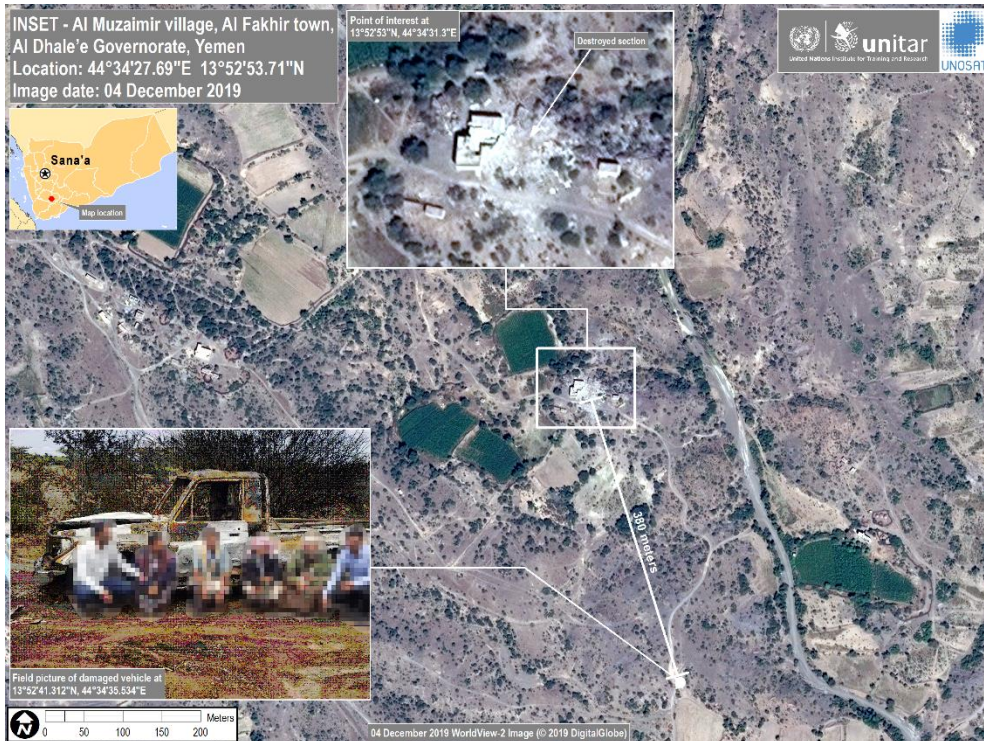 INSET - Al Muzaimir village, Al Fakhir town,
Al Dhale'e Governorate, Yemen
Location: 44°34'27.69"E 13°52'53.71"N
Image date: 04 December 2019
Sana'a
Map location
Point of interest at
13°52'53"N, 44°34'31.3"E
Destroyed section
unitar
United Nations Institute for Training and Research
UNOSAT
380 meters
Field picture of damaged vehicle at
13°52'41.312"N, 44°34'35.534"E
N
Meters
0 50 100 150 200
04 December 2019 WorldView-2 Image (© 2019 DigitalGlobe)